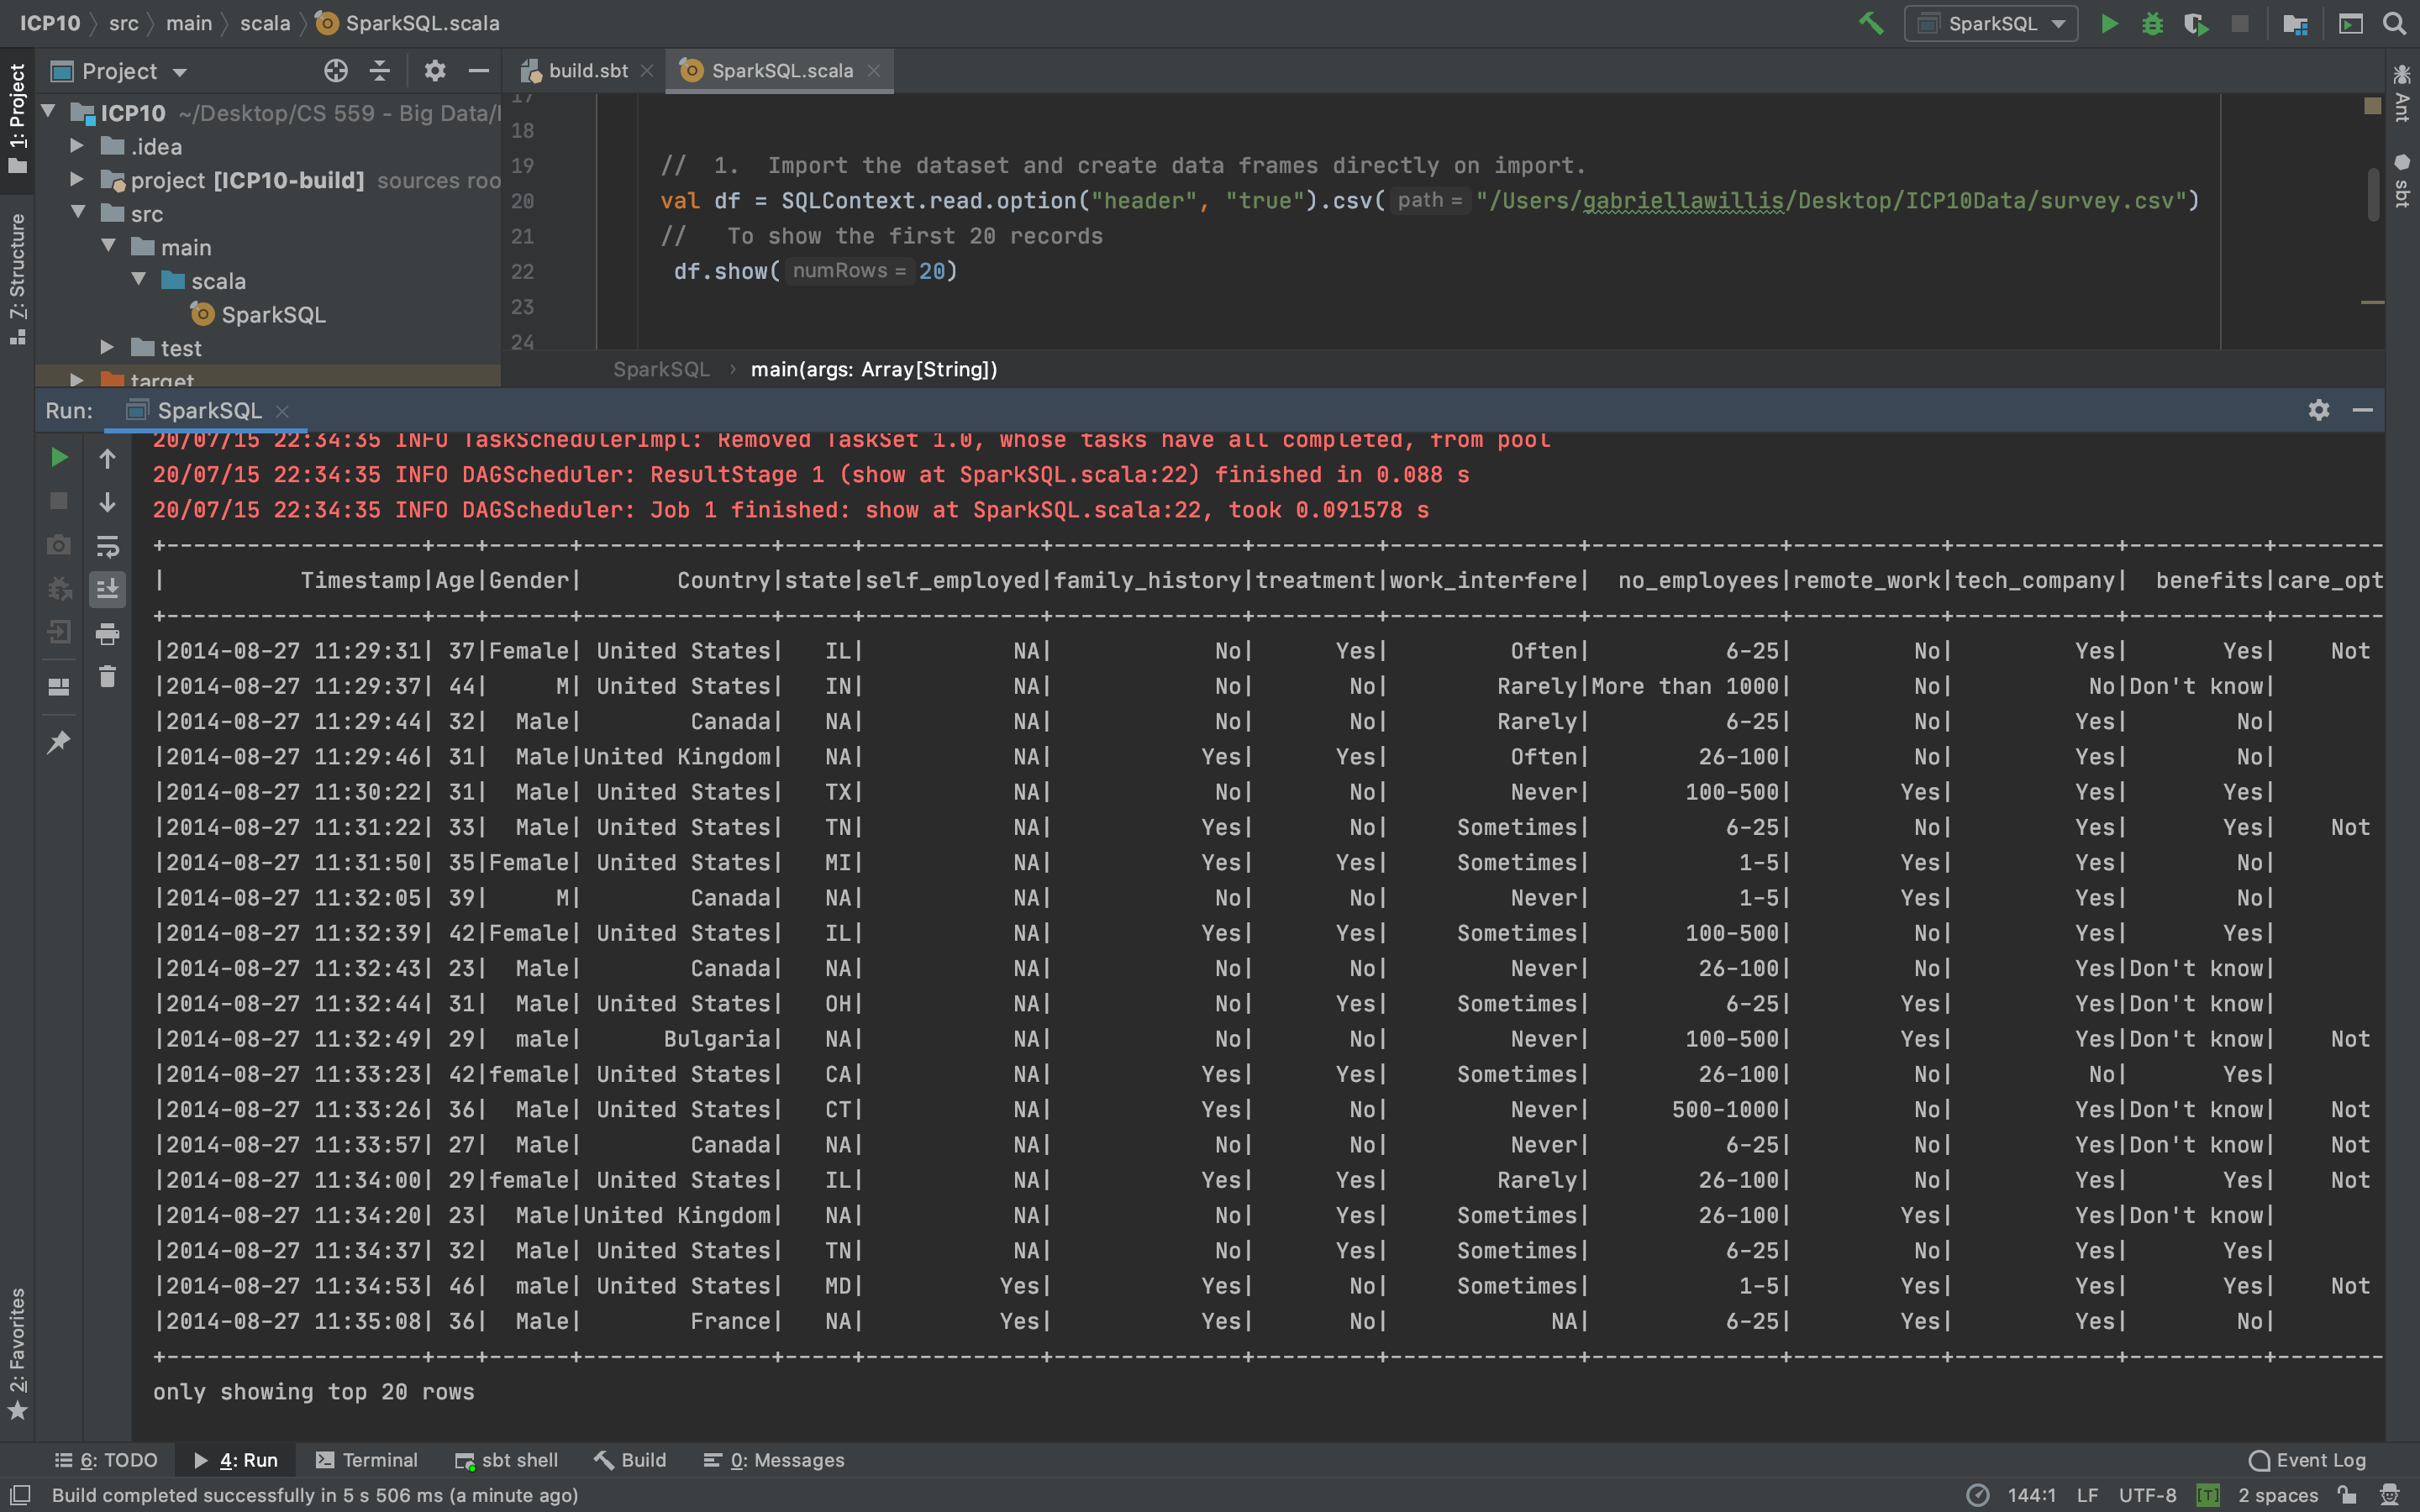 ICP10 src main scala SparkSQL.scala SparkSQL
1: Project
7: Structure
2: Favorites
Project
build.sbt SparkSQL.scala
ICP10 ~/Desktop/CS 559 - Big Data/I
.idea
project [ICP10-build] sources roo
src
main
scala
SparkSQL
test
target
17
18
19 // 1. Import the dataset and create data frames directly on import.
20 val df = SQLContext.read.option("header", "true").csv( path = "/Users/gabriellawillis/Desktop/ICP10Data/survey.csv")
21 // To show the first 20 records
22 df.show( numRows = 20)
23
24
SparkSQL › main(args: Array[String])
Ant
sbt
Run: SparkSQL
20/07/15 22:34:35 INFO TaskSchedulerImpl: Removed TaskSet 1.0, whose tasks have all completed, from pool
20/07/15 22:34:35 INFO DAGScheduler: ResultStage 1 (show at SparkSQL.scala:22) finished in 0.088 s
20/07/15 22:34:35 INFO DAGScheduler: Job 1 finished: show at SparkSQL.scala:22, took 0.091578 s
+-------------------+---+------+--------------+-----+-------------+--------------+---------+--------------+--------------+-----------+------------+----------+--------
| Timestamp|Age|Gender| Country|state|self_employed|family_history|treatment|work_interfere| no_employees|remote_work|tech_company| benefits|care_opt
+-------------------+---+------+--------------+-----+-------------+--------------+---------+--------------+--------------+-----------+------------+----------+--------
|2014-08-27 11:29:31| 37|Female| United States| IL| NA| No| Yes| Often| 6-25| No| Yes| Yes| Not
|2014-08-27 11:29:37| 44| M| United States| IN| NA| No| No| Rarely|More than 1000| No| No|Don't know|
|2014-08-27 11:29:44| 32| Male| Canada| NA| NA| No| No| Rarely| 6-25| No| Yes| No|
|2014-08-27 11:29:46| 31| Male|United Kingdom| NA| NA| Yes| Yes| Often| 26-100| No| Yes| No|
|2014-08-27 11:30:22| 31| Male| United States| TX| NA| No| No| Never| 100-500| Yes| Yes| Yes|
|2014-08-27 11:31:22| 33| Male| United States| TN| NA| Yes| No| Sometimes| 6-25| No| Yes| Yes| Not
|2014-08-27 11:31:50| 35|Female| United States| MI| NA| Yes| Yes| Sometimes| 1-5| Yes| Yes| No|
|2014-08-27 11:32:05| 39| M| Canada| NA| NA| No| No| Never| 1-5| Yes| Yes| No|
|2014-08-27 11:32:39| 42|Female| United States| IL| NA| Yes| Yes| Sometimes| 100-500| No| Yes| Yes|
|2014-08-27 11:32:43| 23| Male| Canada| NA| NA| No| No| Never| 26-100| No| Yes|Don't know|
|2014-08-27 11:32:44| 31| Male| United States| OH| NA| No| Yes| Sometimes| 6-25| Yes| Yes|Don't know|
|2014-08-27 11:32:49| 29| male| Bulgaria| NA| NA| No| No| Never| 100-500| Yes| Yes|Don't know| Not
|2014-08-27 11:33:23| 42|female| United States| CA| NA| Yes| Yes| Sometimes| 26-100| No| No| Yes|
|2014-08-27 11:33:26| 36| Male| United States| CT| NA| Yes| No| Never| 500-1000| No| Yes|Don't know| Not
|2014-08-27 11:33:57| 27| Male| Canada| NA| NA| No| No| Never| 6-25| No| Yes|Don't know| Not
|2014-08-27 11:34:00| 29|female| United States| IL| NA| Yes| Yes| Rarely| 26-100| No| Yes| Yes| Not
|2014-08-27 11:34:20| 23| Male|United Kingdom| NA| NA| No| Yes| Sometimes| 26-100| Yes| Yes|Don't know|
|2014-08-27 11:34:37| 32| Male| United States| TN| NA| No| Yes| Sometimes| 6-25| No| Yes| Yes|
|2014-08-27 11:34:53| 46| male| United States| MD| Yes| Yes| No| Sometimes| 1-5| Yes| Yes| Yes| Not
|2014-08-27 11:35:08| 36| Male| France| NA| Yes| Yes| No| NA| 6-25| Yes| Yes| No|
+-------------------+---+------+--------------+-----+-------------+--------------+---------+--------------+--------------+-----------+------------+----------+--------
only showing top 20 rows
6: TODO 4: Run Terminal sbt shell Build 0: Messages Event Log
Build completed successfully in 5 s 506 ms (a minute ago) 144:1 LF UTF-8 [T] 2 spaces